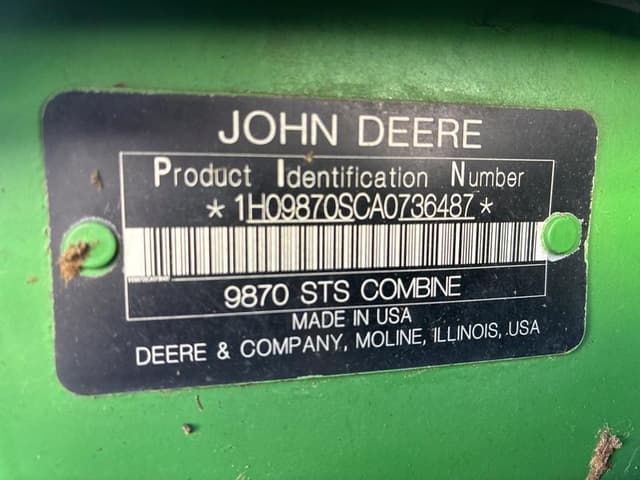 JOHN DEERE
Product Identification Number
*1H09870SCA0736487*
9870 STS COMBINE
MADE IN USA
DEERE & COMPANY, MOLINE, ILLINOIS, USA